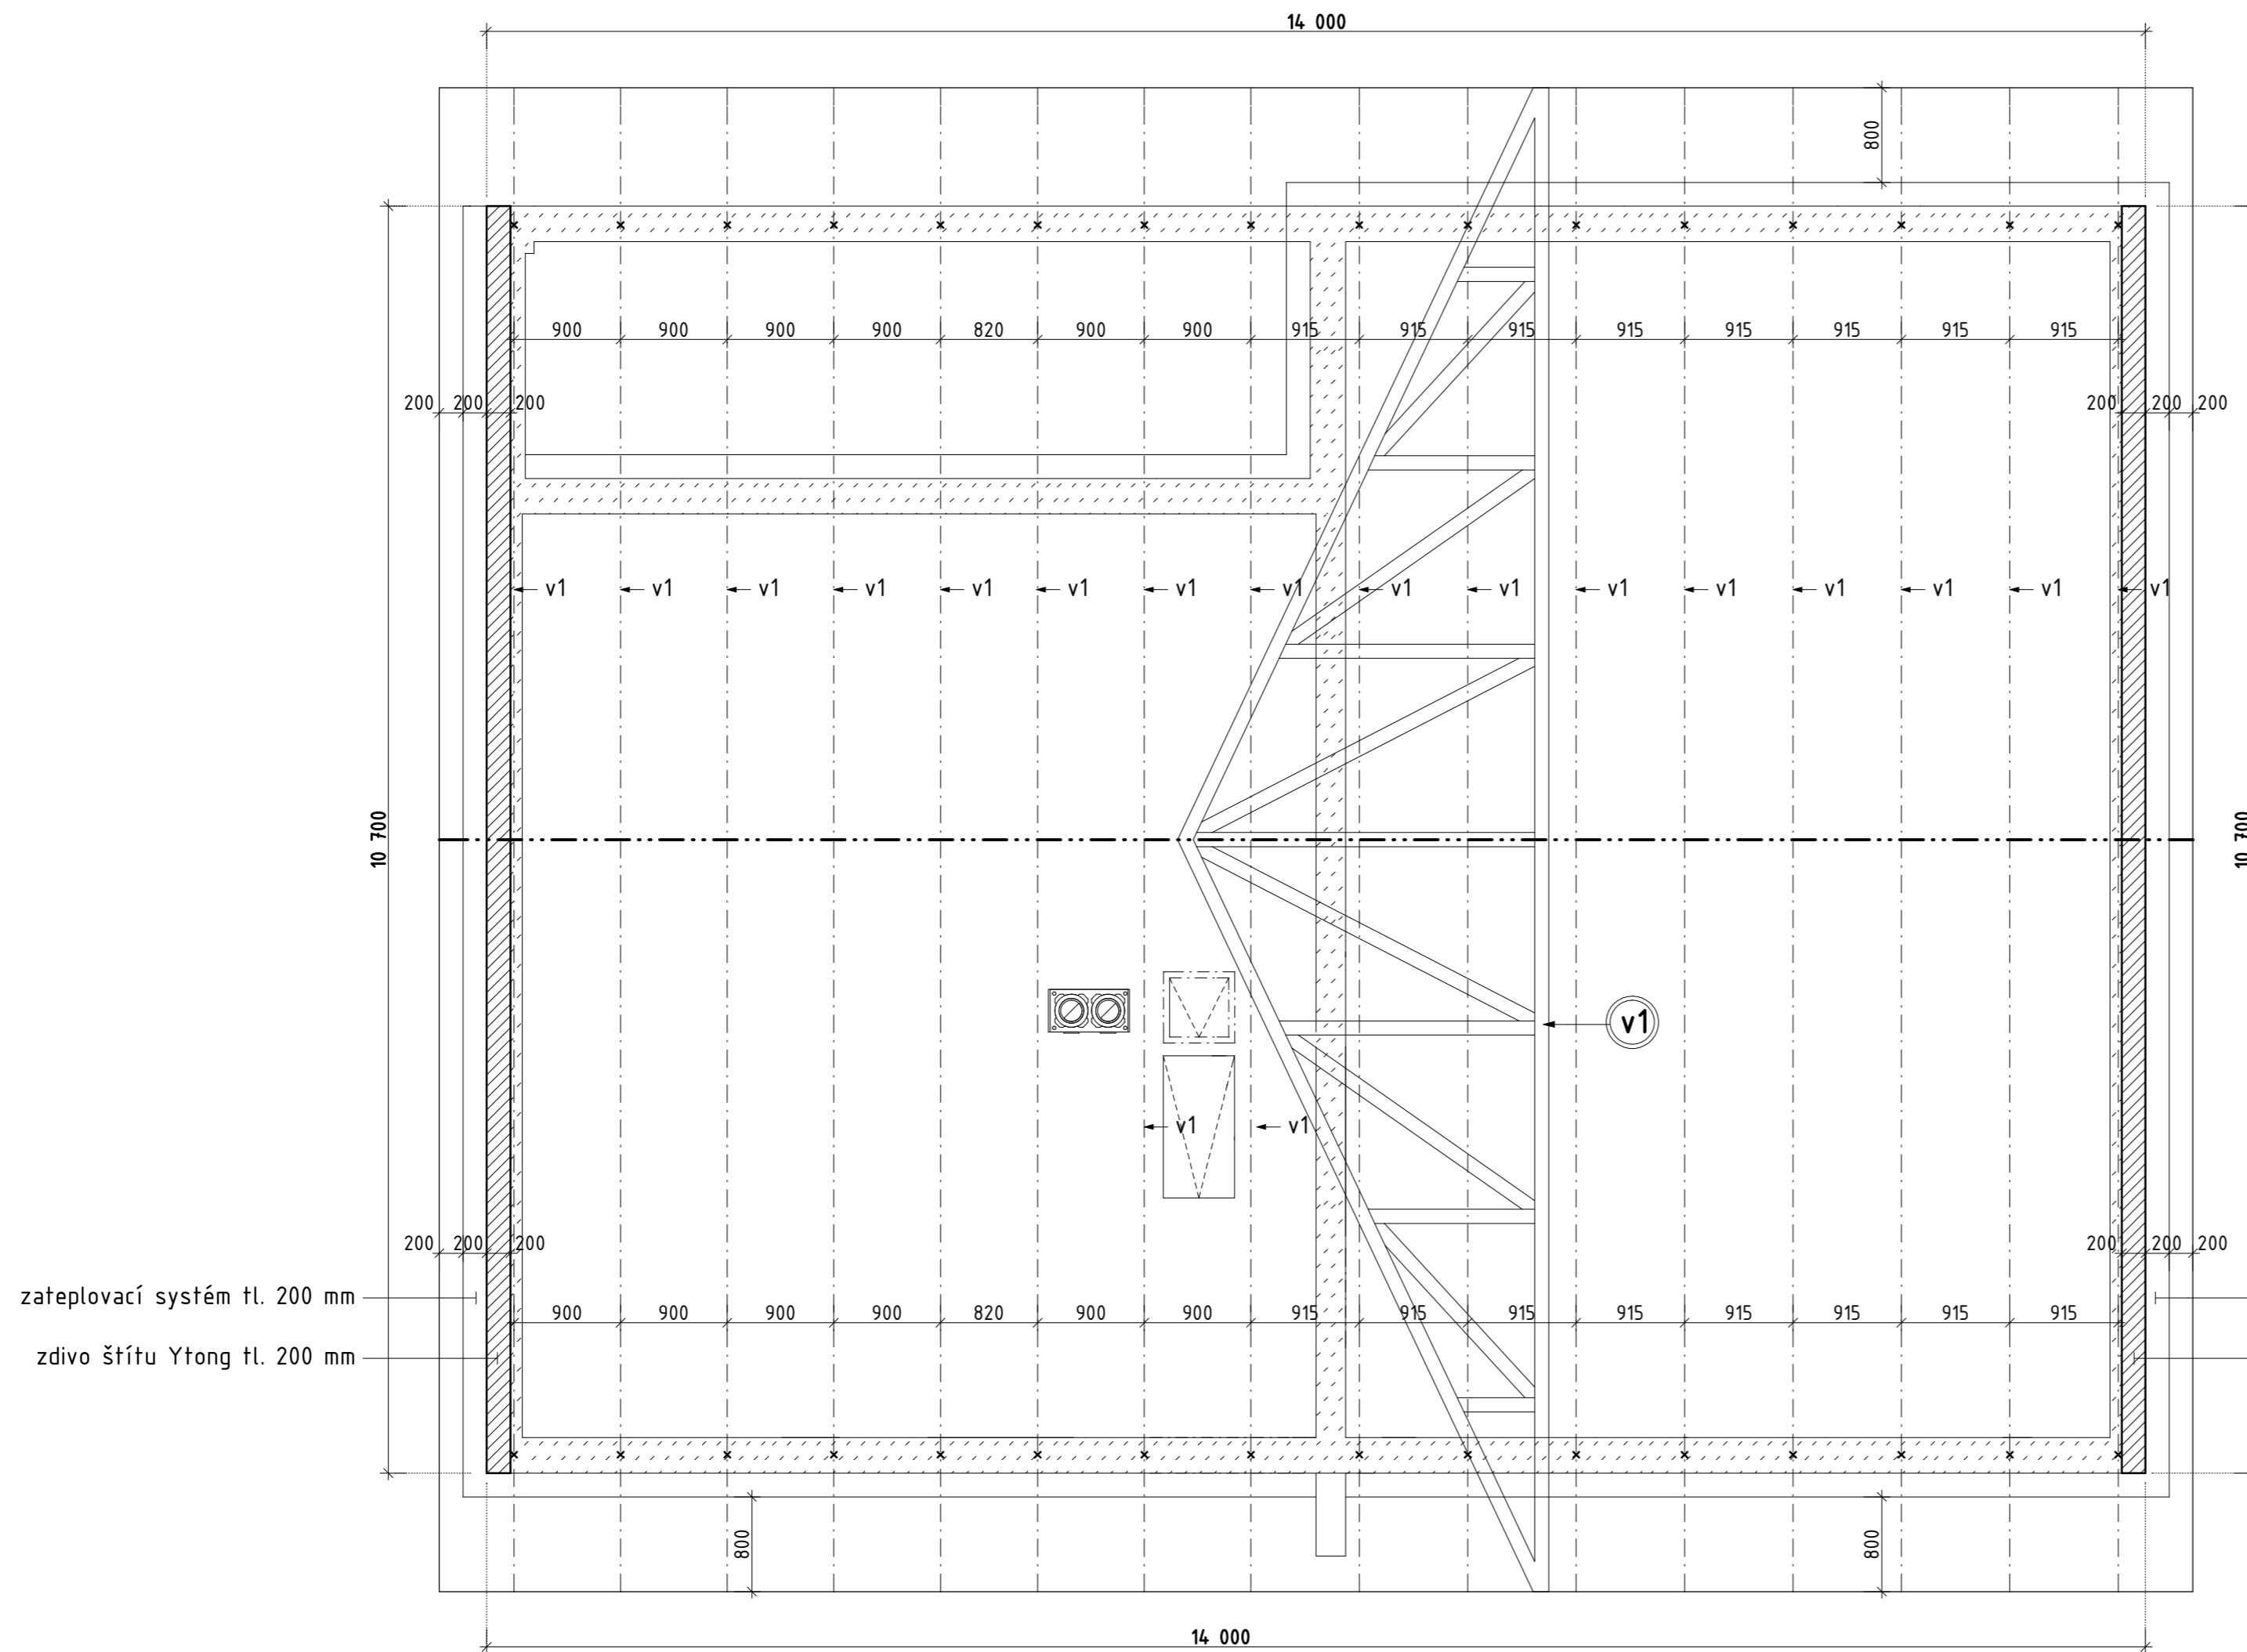 14 000
800
900 900 900 900 820 900 900 915 915 915 915 915 915 915 915
200 200 200 200 200 200
v1 v1 v1 v1 v1 v1 v1 v1 v1 v1 v1 v1 v1 v1 v1 v1
10 700 10 700
v1
v1 v1
200 200 200 200 200 200
zateplovací systém tl. 200 mm
900 900 900 900 820 900 900 915 915 915 915 915 915 915 915
zdivo štítu Ytong tl. 200 mm
800 800
14 000